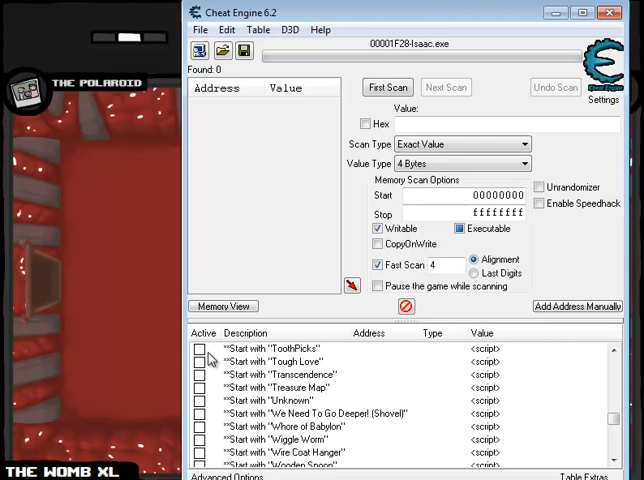 Cheat Engine 6.2
File Edit Table D3D Help
00001F28-Isaac.exe
THE POLAROID
Found: 0
Address Value
First Scan Next Scan Undo Scan
Cheat Engine
Settings
Value:
Hex
Scan Type Exact Value
Value Type 4 Bytes
Memory Scan Options
Start 00000000
Stop ffffffff
Unrandomizer
Enable Speedhack
Writable Executable
CopyOnWrite
Fast Scan 4 Alignment
Last Digits
Pause the game while scanning
Memory View Add Address Manually
Active Description Address Type Value
**Start with "ToothPicks" <script>
**Start with "Tough Love" <script>
**Start with "Transcendence" <script>
**Start with "Treasure Map" <script>
**Start with "Unknown" <script>
**Start with "We Need To Go Deeper! (Shovel)" <script>
**Start with "Whore of Babylon" <script>
**Start with "Wiggle Worm" <script>
**Start with "Wire Coat Hanger" <script>
**Start with "Wooden Spoon" <script>
Advanced Options Table Extras
THE WOMB XL